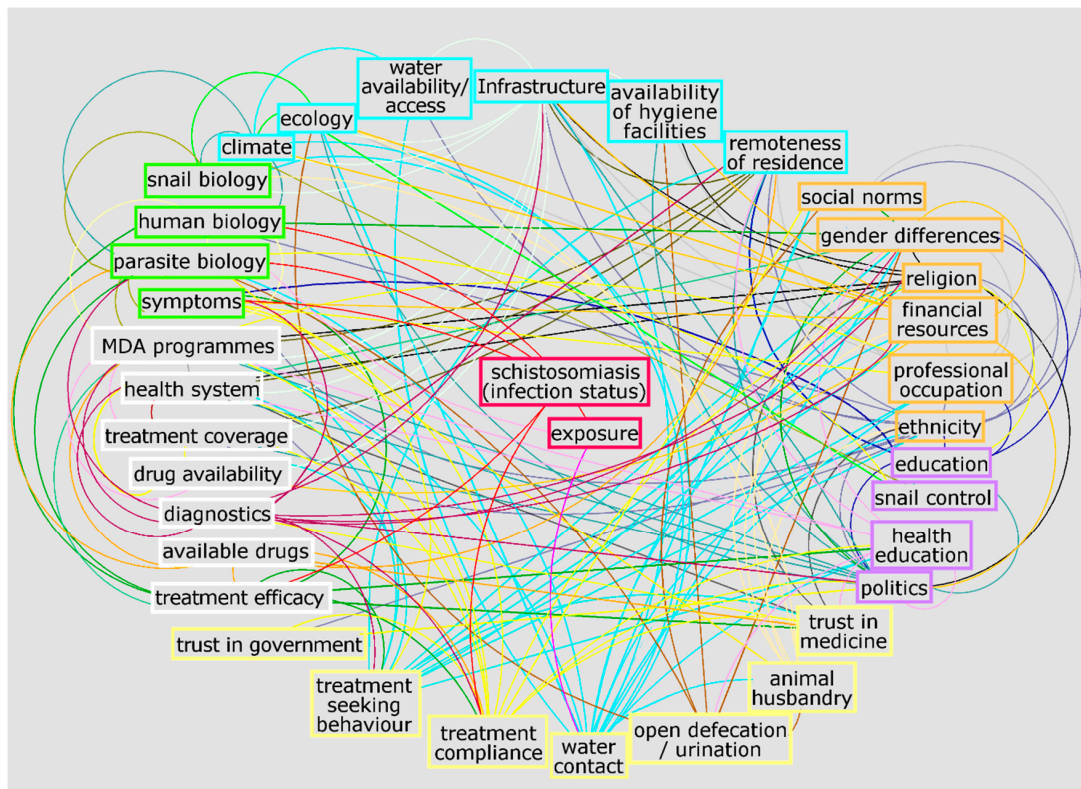 water
availability/
access
Infrastructure
availability
of hygiene
facilities
ecology
climate
remoteness
of residence
snail biology
social norms
human biology
gender differences
parasite biology
religion
symptoms
financial
resources
MDA programmes
schistosomiasis
(infection status)
professional
occupation
health system
exposure
ethnicity
treatment coverage
education
drug availability
snail control
diagnostics
health
education
available drugs
politics
treatment efficacy
trust in
medicine
trust in government
animal
husbandry
treatment
seeking
behaviour
treatment
compliance
water
contact
open defecation
/ urination